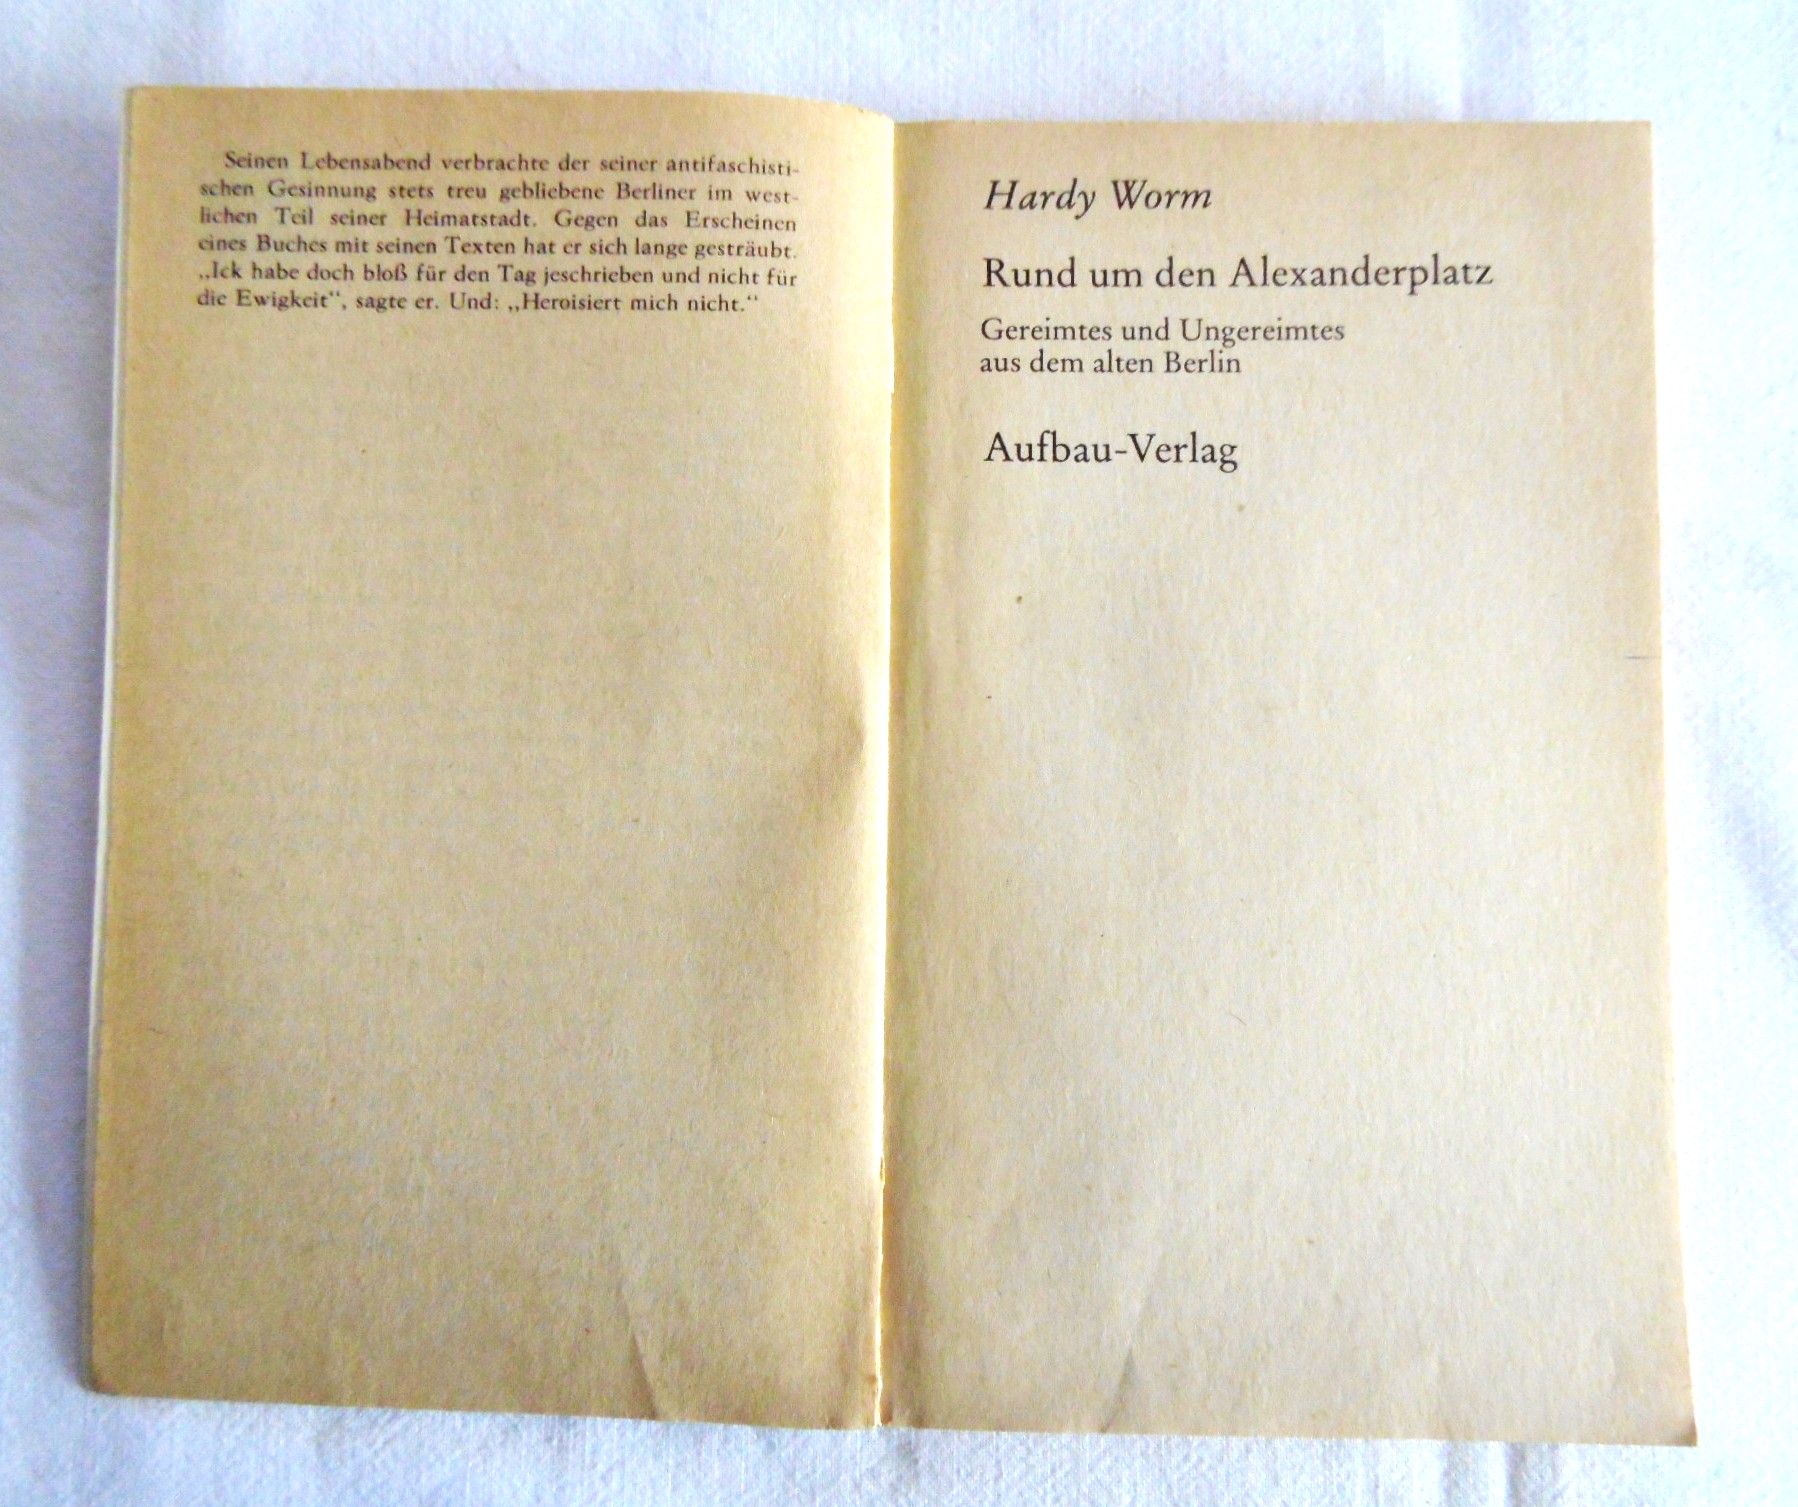 Seinen Lebensabend verbrachte der seiner antifaschisti-
schen Gesinnung stets treu gebliebene Berliner im west-
lichen Teil seiner Heimatstadt. Gegen das Erscheinen
eines Buches mit seinen Texten hat er sich lange gesträubt.
„Ick habe doch bloß für den Tag jeschrieben und nicht für
die Ewigkeit“, sagte er. Und: „Heroisiert mich nicht.“
Hardy Worm
Rund um den Alexanderplatz
Gereimtes und Ungereimtes
aus dem alten Berlin
Aufbau-Verlag